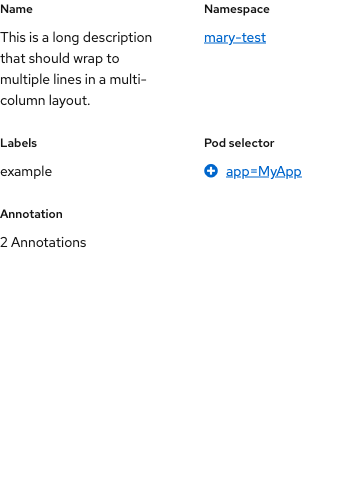 Name
This is a long description
that should wrap to
multiple lines in a multi-
column layout.
Namespace
mary-test
Labels
example
Pod selector
app=MyApp
Annotation
2 Annotations